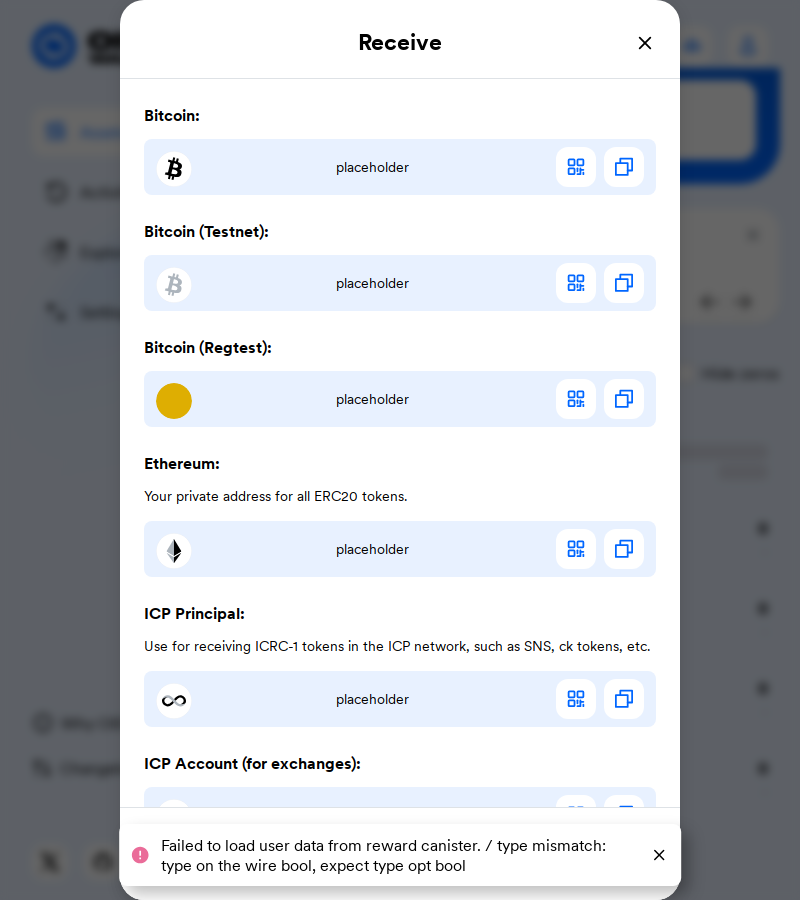 Receive
Bitcoin:
placeholder
Bitcoin (Testnet):
placeholder
Bitcoin (Regtest):
placeholder
Ethereum:
Your private address for all ERC20 tokens.
placeholder
ICP Principal:
Use for receiving ICRC-1 tokens in the ICP network, such as SNS, ck tokens, etc.
placeholder
ICP Account (for exchanges):
Failed to load user data from reward canister. / type mismatch:
type on the wire bool, expect type opt bool